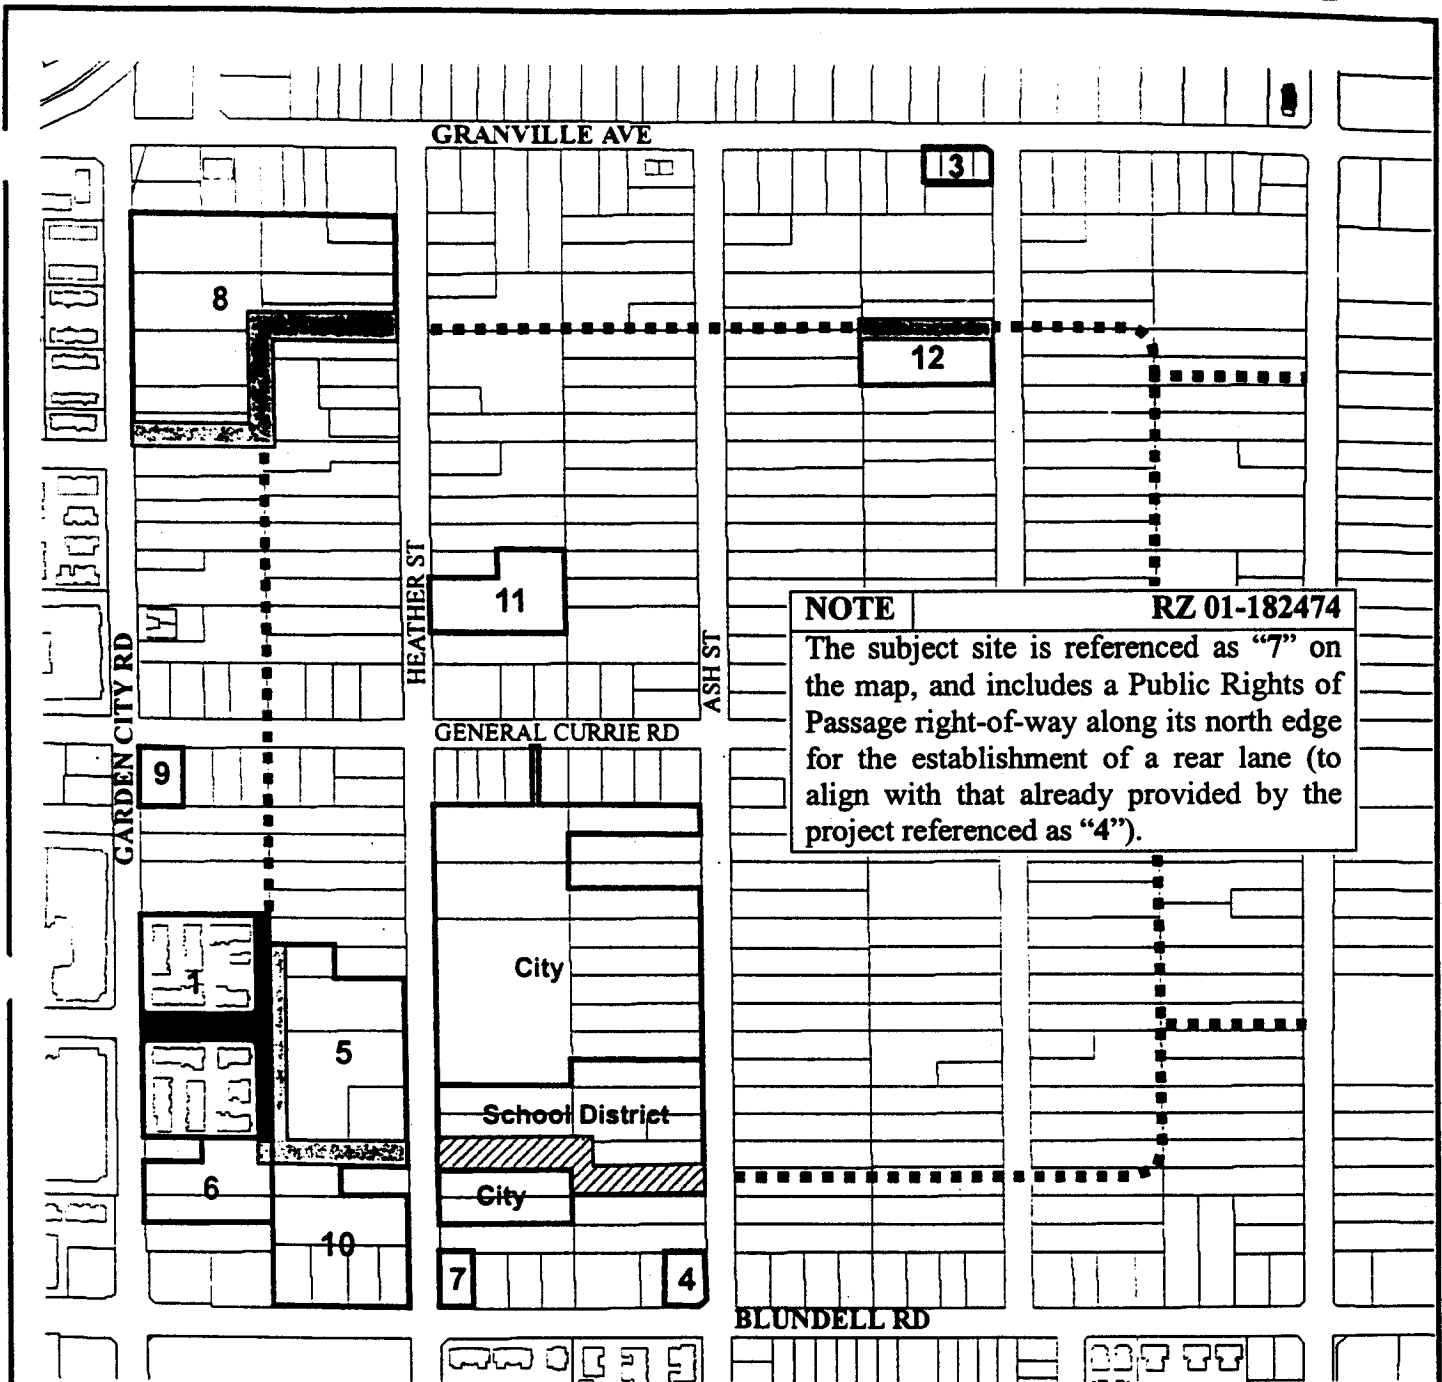 GRANVILLE AVE
3
8
12
HEATHER ST
11
NOTE RZ 01-182474
The subject site is referenced as “7” on
the map, and includes a Public Rights of
Passage right-of-way along its north edge
for the establishment of a rear lane (to
align with that already provided by the
project referenced as “4”).
GARDEN CITY RD
ASH ST
GENERAL CURRIE RD
9
City
1
5
School District
6
City
10
7
4
BLUNDELL RD